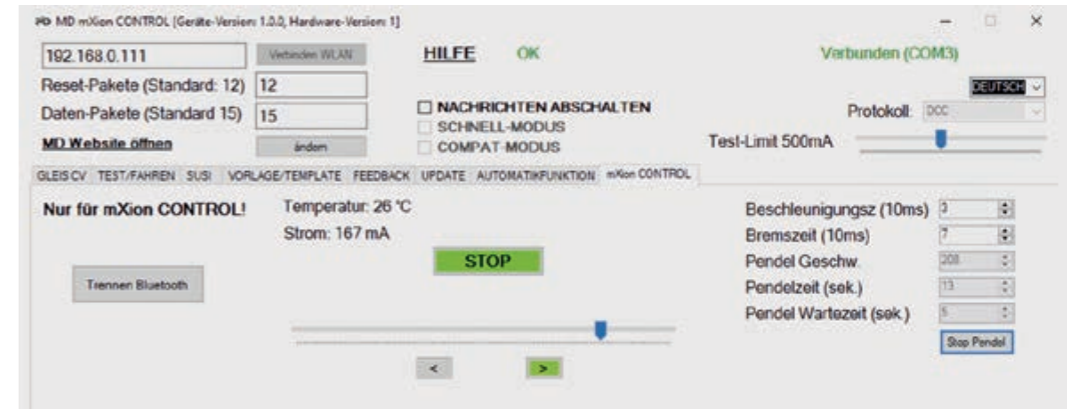 MD mXion CONTROL [Geräte-Version: 1.0.0, Hardware-Version: 1]
192.168.0.111 Verbinden WLAN HILFE OK Verbunden (COM3)
Reset-Pakete (Standard: 12) 12 DEUTSCH
Daten-Pakete (Standard 15) 15 NACHRICHTEN ABSCHALTEN Protokoll: DCC
SCHNELL-MODUS
MD Website öffnen ändern COMPAT-MODUS Test-Limit 500mA
GLEIS CV TEST/FAHREN SUSI VORLAGE/TEMPLATE FEEDBACK UPDATE AUTOMATIKFUNKTION mXion CONTROL
Nur für mXion CONTROL! Temperatur: 26 °C Beschleunigungsz (10ms) 3
Strom: 167 mA Bremszeit (10ms) 7
STOP Pendel Geschw. 208
Trennen Bluetooth Pendelzeit (sek.) 13
Pendel Wartezeit (sek.) 5
Stop Pendel
< >